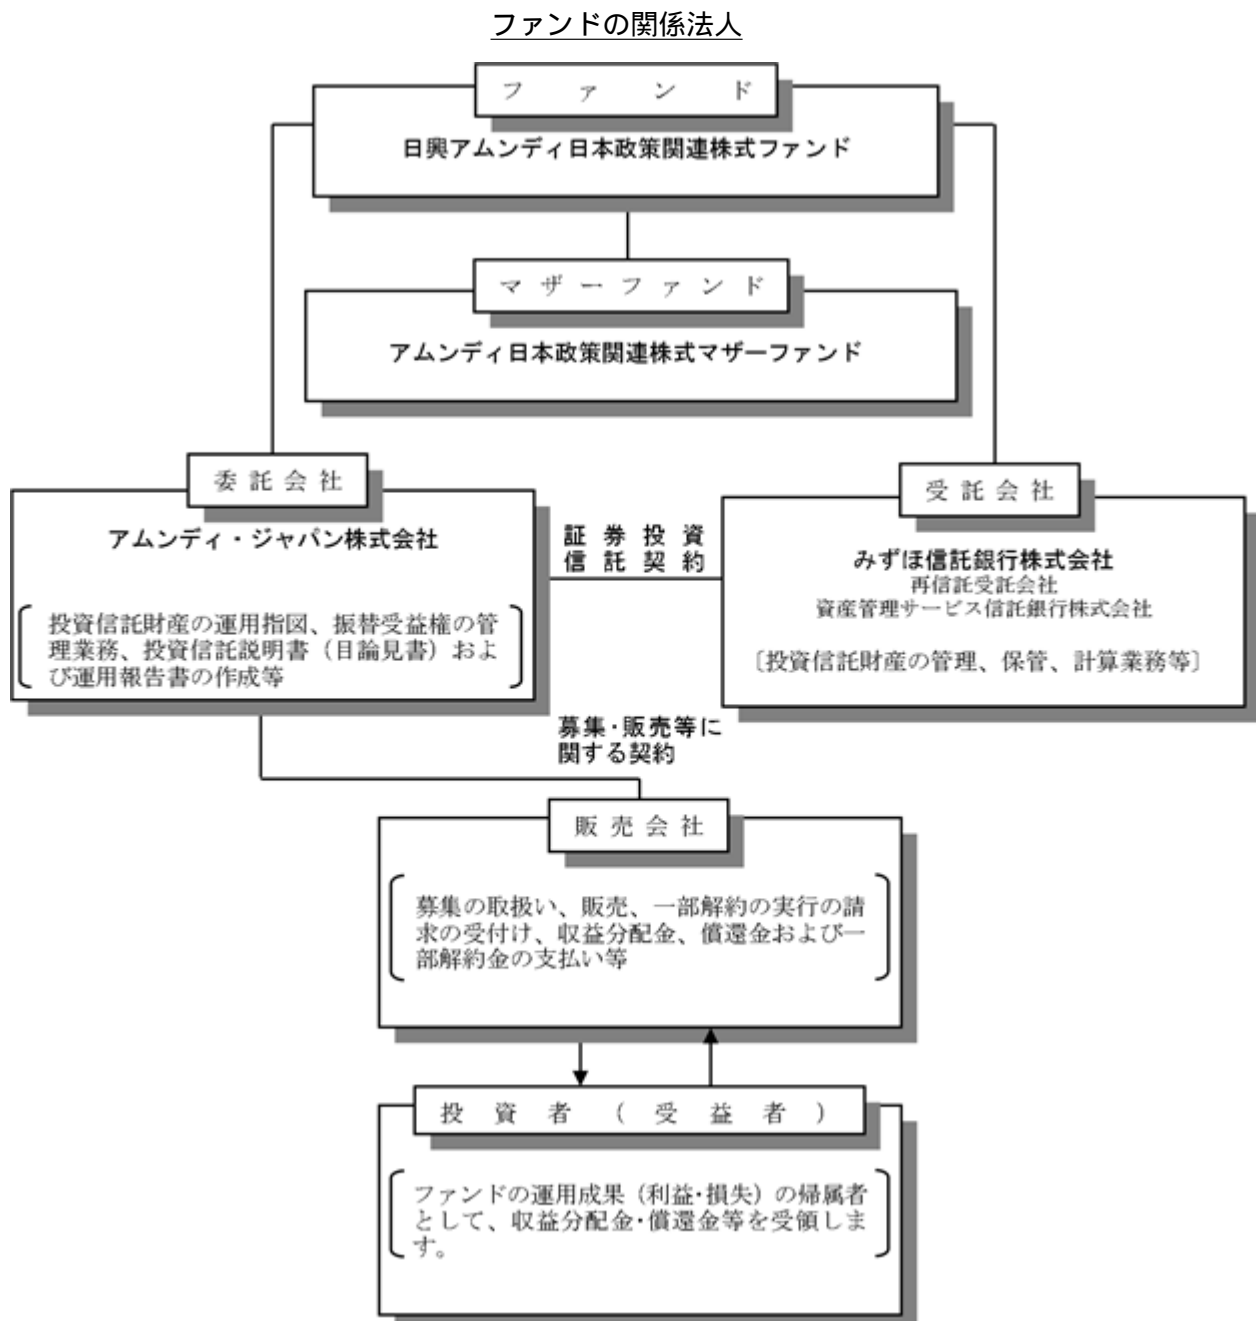 ファンドの関係法人
ファンド
日興アムンディ日本政策関連株式ファンド
マザーファンド
アムンディ日本政策関連株式マザーファンド
委託会社
アムンディ・ジャパン株式会社
投資信託財産の運用指図、振替受益権の管
理業務、投資信託説明書（目論見書）およ
び運用報告書の作成等
証券投資
信託契約
受託会社
みずほ信託銀行株式会社
再信託受託会社
資産管理サービス信託銀行株式会社
〔投資信託財産の管理、保管、計算業務等〕
募集・販売等に
関する契約
販売会社
募集の取扱い、販売、一部解約の実行の請
求の受付け、収益分配金、償還金および一
部解約金の支払い等
投資者（受益者）
ファンドの運用成果（利益・損失）の帰属者
として、収益分配金・償還金等を受領しま
す。